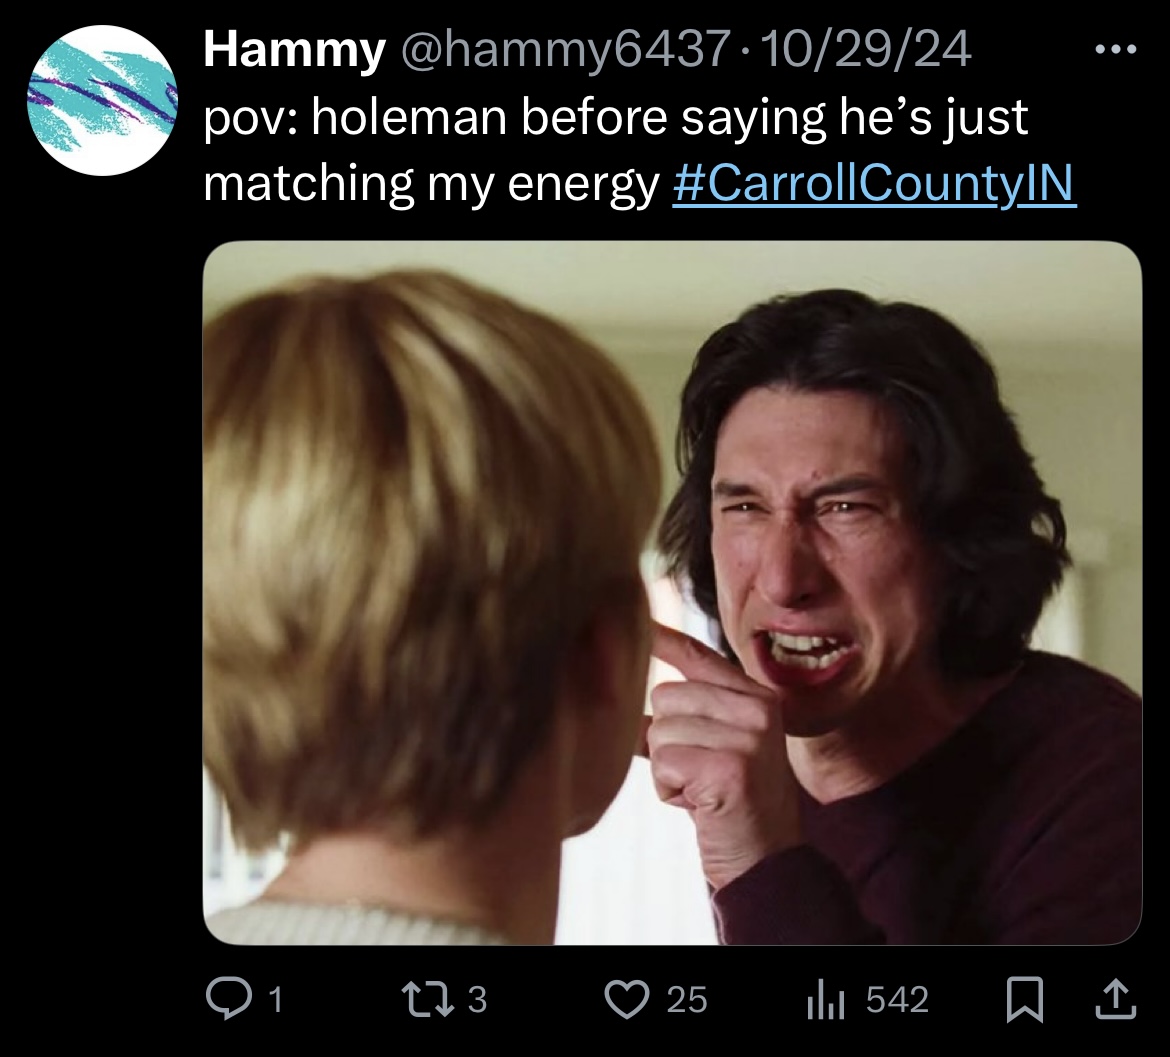 Hammy @hammy6437 · 10/29/24
pov: holeman before saying he’s just
matching my energy #CarrollCountyIN
1 3 25 542